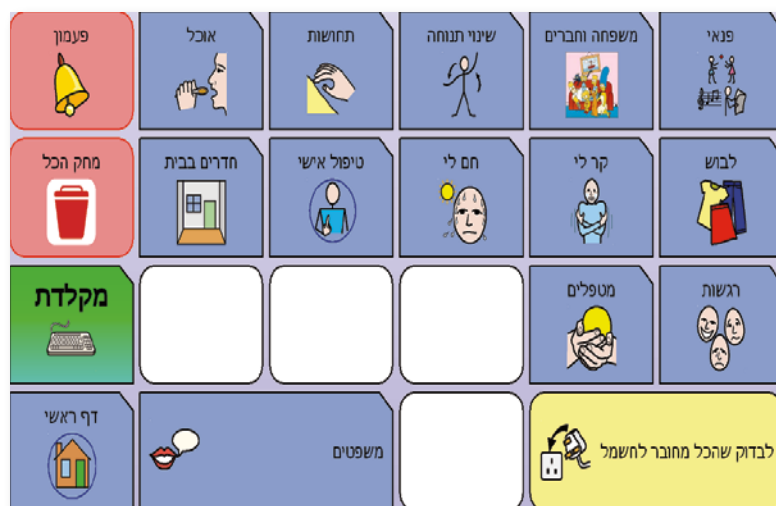 פנאי
משפחה וחברים
שינוי תנוחה
תחושות
אוכל
פעמון
לבוש
קר לי
חם לי
טיפול אישי
חדרים בבית
מחק הכל
רגשות
מטפלים
מקלדת
לבדוק שהכל מחובר לחשמל
משפטים
דף ראשי